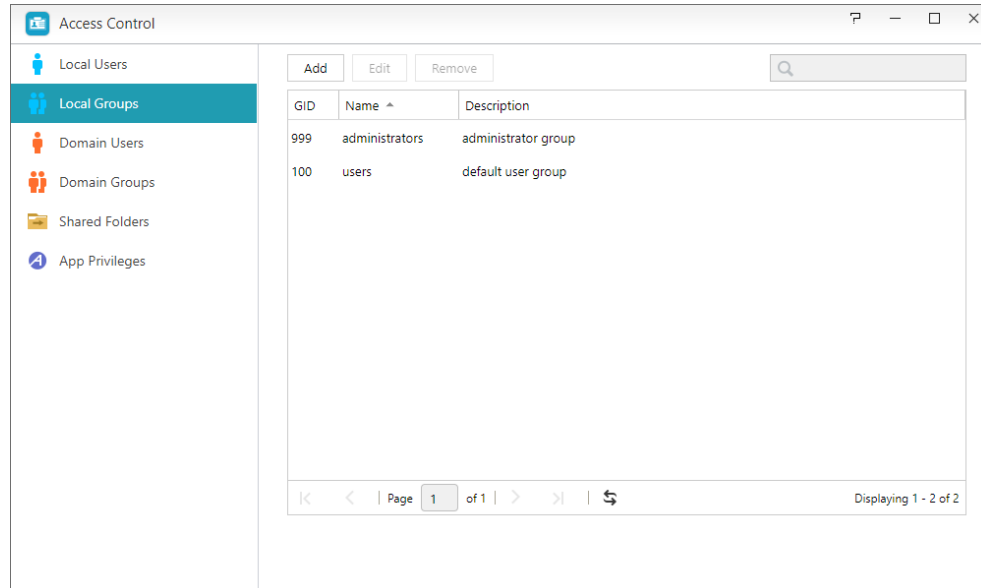 Access Control
Local Users
Local Groups
Domain Users
Domain Groups
Shared Folders
App Privileges
Add Edit Remove
GID Name Description
999 administrators administrator group
100 users default user group
Page 1 of 1
Displaying 1 - 2 of 2